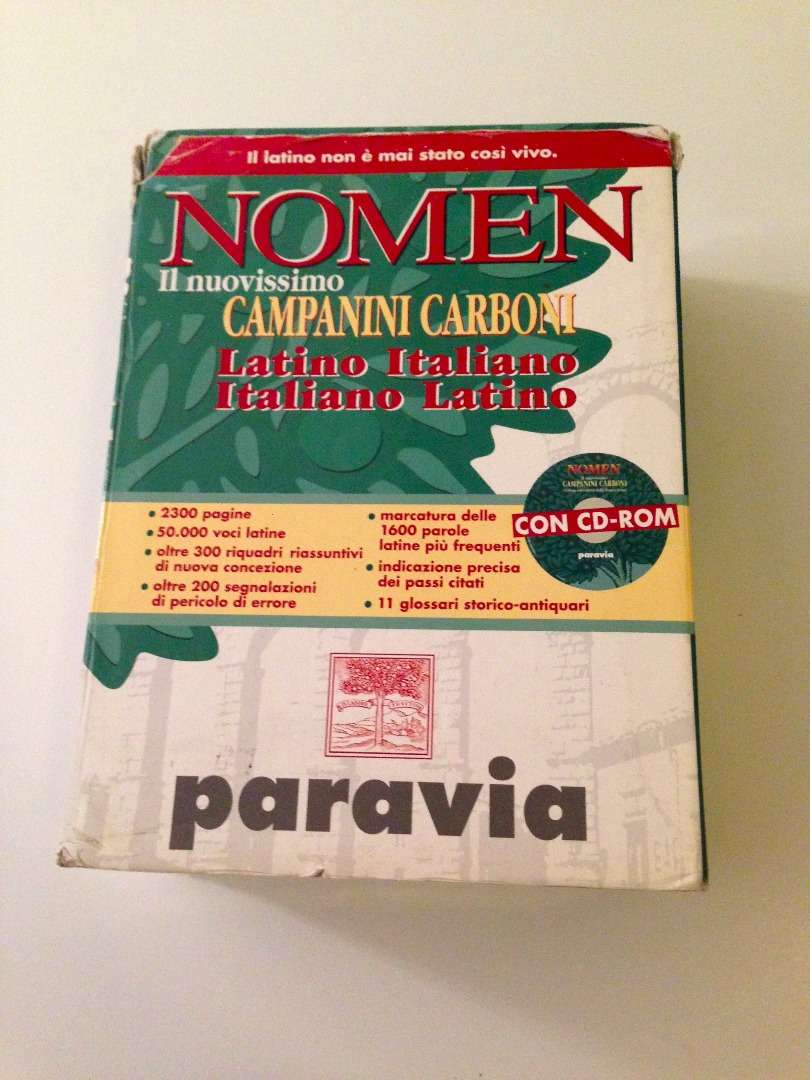 Il latino non è mai stato così vivo.
NOMEN
Il nuovissimo
CAMPANINI CARBONI
Latino Italiano
Italiano Latino
• 2300 pagine
• 50.000 voci latine
• oltre 300 riquadri riassuntivi
di nuova concezione
• oltre 200 segnalazioni
di pericolo di errore
• marcatura delle
1600 parole
latine più frequenti
• indicazione precisa
dei passi citati
• 11 glossari storico-antiquari
NOMEN
Il nuovissimo
CAMPANINI CARBONI
CON CD-ROM
paravia
paravia